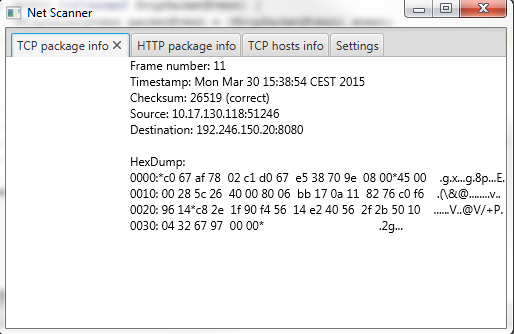 Net Scanner
TCP package info
HTTP package info
TCP hosts info
Settings
Frame number: 11
Timestamp: Mon Mar 30 15:38:54 CEST 2015
Checksum: 26519 (correct)
Source: 10.17.130.118:51246
Destination: 192.246.150.20:8080
HexDump:
0000:*c0 67 af 78  02 c1 d0 67  e5 38 70 9e  08 00*45 00    .g.x...g.8p...E.
0010: 00 28 5c 26  40 00 80 06  bb 17 0a 11  82 76 c0 f6    .(\&@........v..
0020: 96 14*c8 2e  1f 90 f4 56  14 e2 40 56  2f 2b 50 10    ......V..@V/+P.
0030: 04 32 67 97  00 00*    .2g...